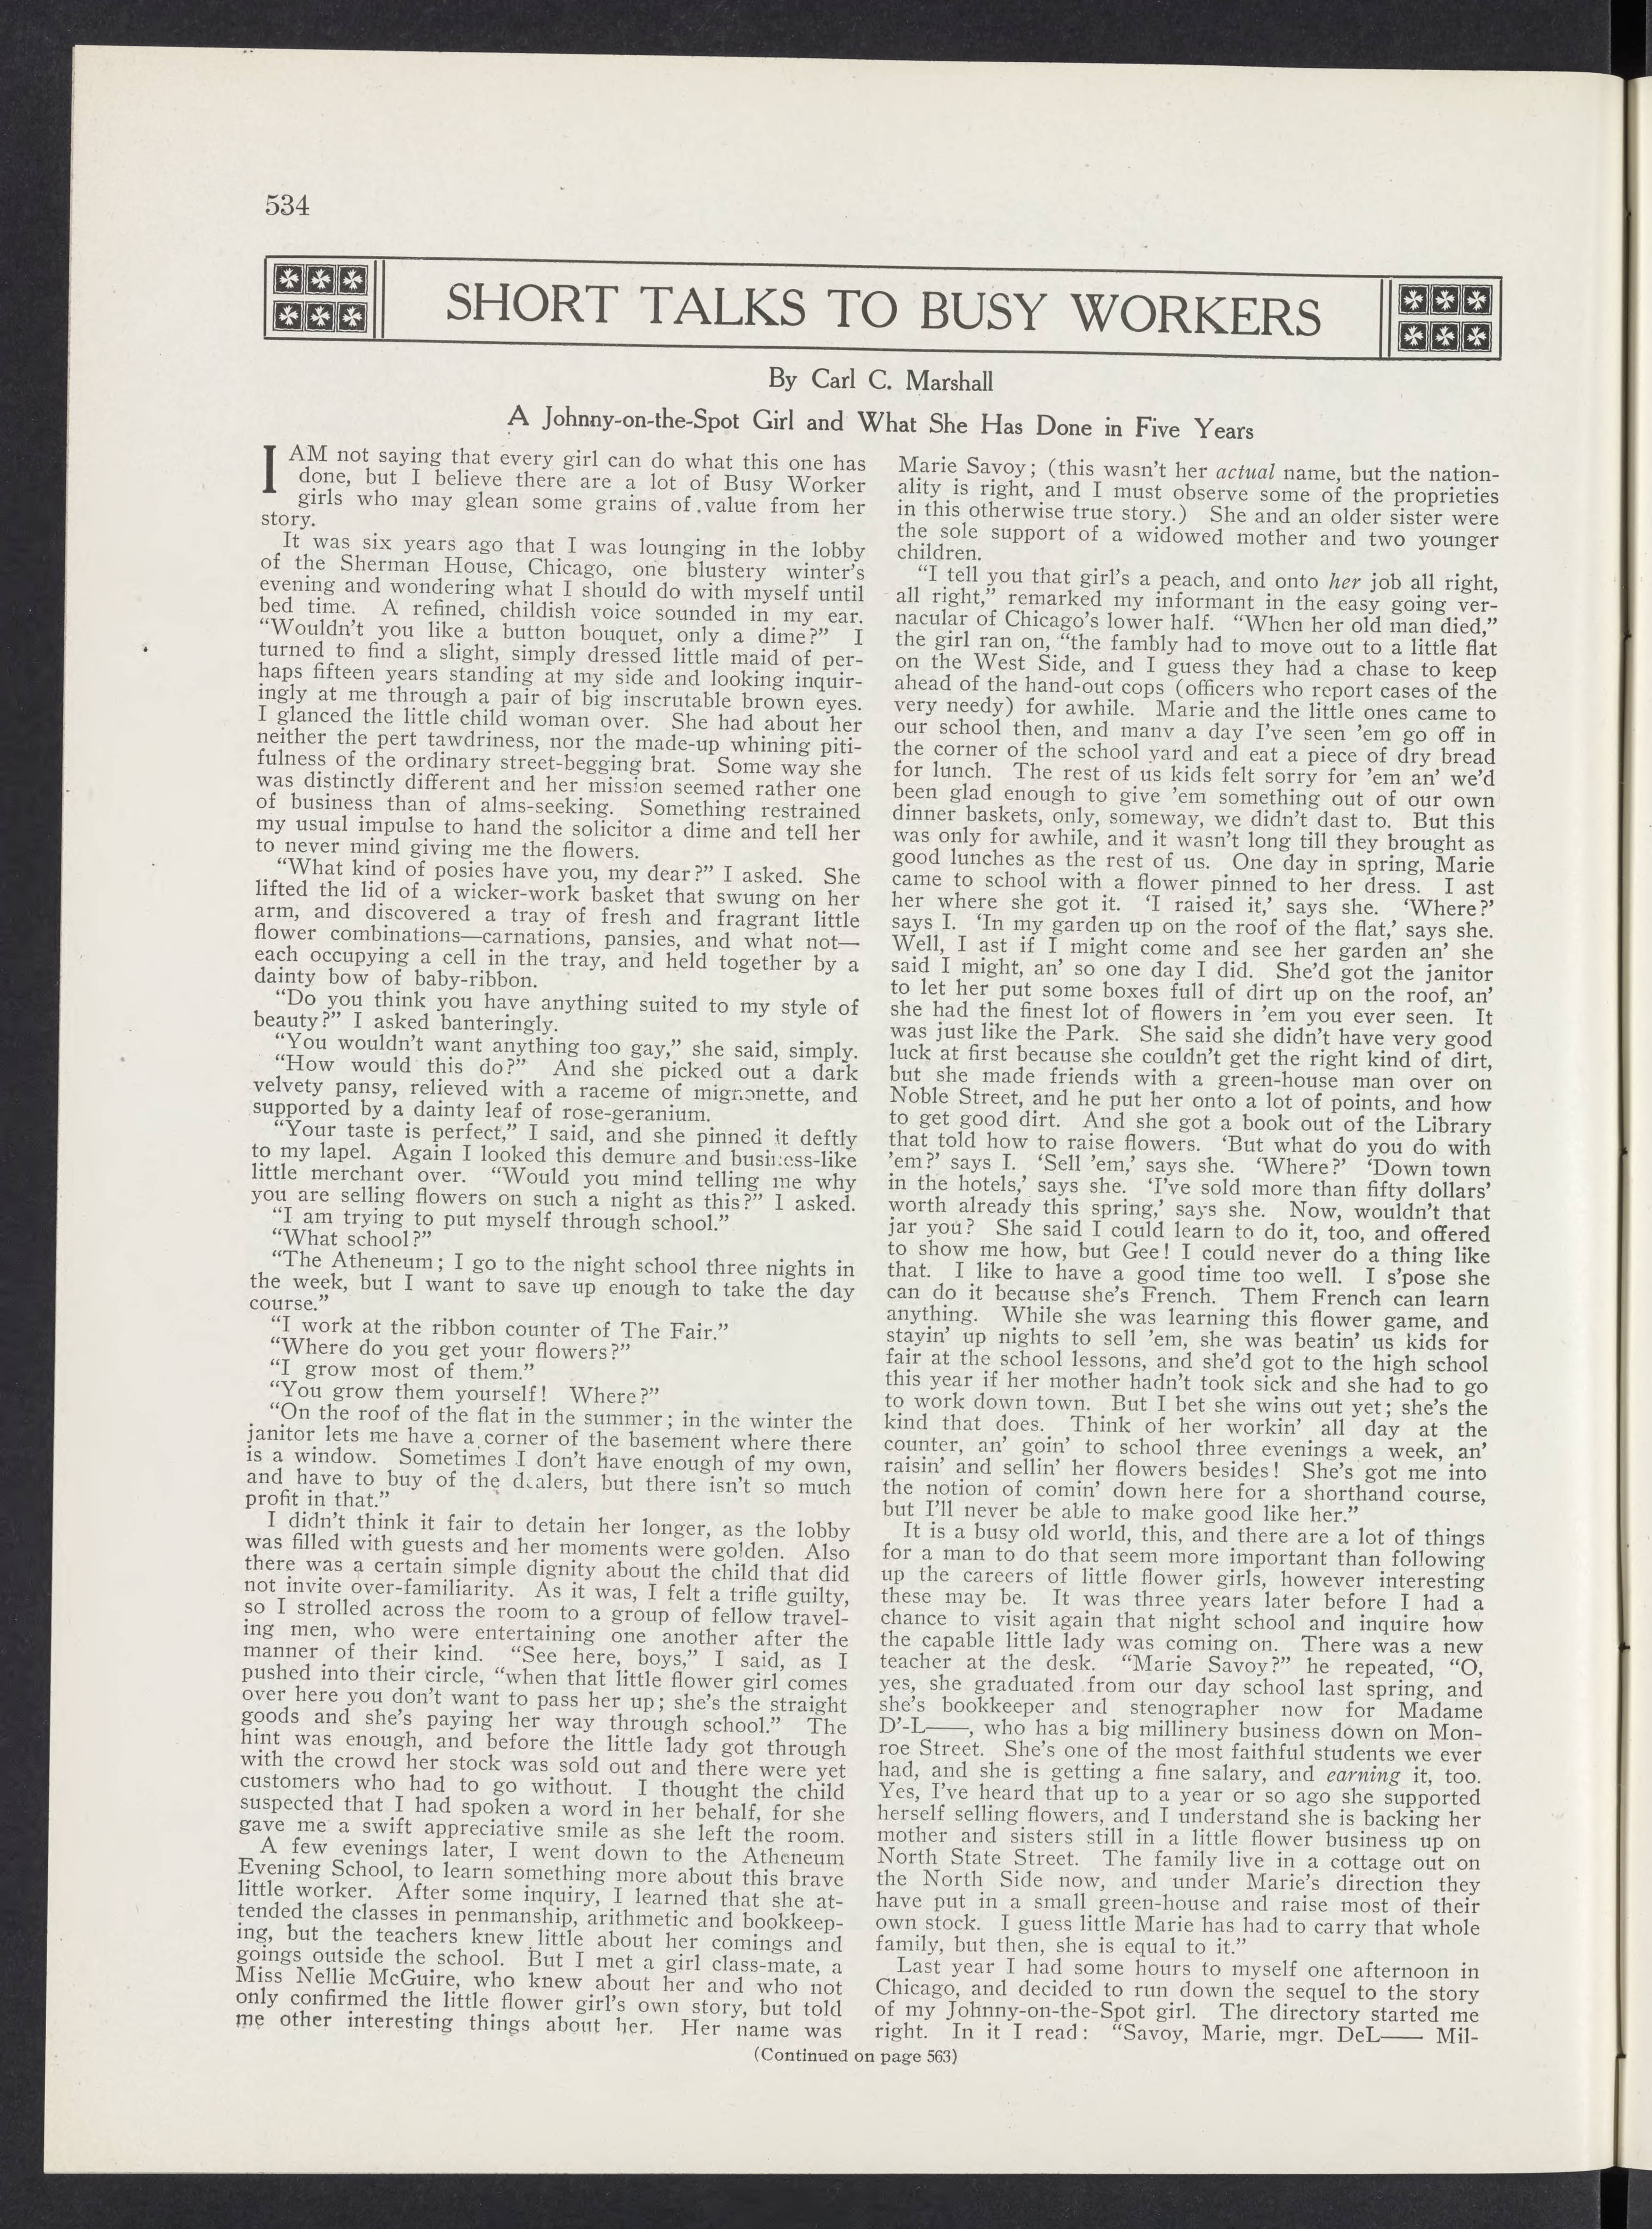 534
SHORT TALKS TO BUSY WORKERS
By Carl C. Marshall
A Johnny-on-the-Spot Girl and What She Has Done in Five Years
I AM not saying that every girl can do what this one has
done, but I believe there are a lot of Busy Worker
girls who may glean some grains of value from her
story.
It was six years ago that I was lounging in the lobby
of the Sherman House, Chicago, one blustery winter's
evening and wondering what I should do with myself until
bed time. A refined, childish voice sounded in my ear.
"Wouldn't you like a button bouquet, only a dime?" I
turned to find a slight, simply dressed little maid of per-
haps fifteen years standing at my side and looking inquir-
ingly at me through a pair of big inscrutable brown eyes.
I glanced the little child woman over. She had about her
neither the pert tawdriness, nor the made-up whining piti-
fulness of the ordinary street-begging brat. Some way she
was distinctly different and her mission seemed rather one
of business than of alms-seeking. Something restrained
my usual impulse to hand the solicitor a dime and tell her
to never mind giving me the flowers.
"What kind of posies have you, my dear?" I asked. She
lifted the lid of a wicker-work basket that swung on her
arm, and discovered a tray of fresh and fragrant little
flower combinations—carnations, pansies, and what not—
each occupying a cell in the tray, and held together by a
dainty bow of baby-ribbon.
"Do you think you have anything suited to my style of
beauty?" I asked banteringly.
"You wouldn't want anything too gay," she said, simply.
"How would this do?" And she picked out a dark
velvety pansy, relieved with a raceme of mignonette, and
supported by a dainty leaf of rose-geranium.
"Your taste is perfect," I said, and she pinned it deftly
to my lapel. Again I looked this demure and business-like
little merchant over. "Would you mind telling me why
you are selling flowers on such a night as this?" I asked.
"I am trying to put myself through school."
"What school?"
"The Atheneum; I go to the night school three nights in
the week, but I want to save up enough to take the day
course."
"I work at the ribbon counter of The Fair."
"Where do you get your flowers?"
"I grow most of them."
"You grow them yourself! Where?"
"On the roof of the flat in the summer; in the winter the
janitor lets me have a corner of the basement where there
is a window. Sometimes I don't have enough of my own,
and have to buy of the dealers, but there isn't so much
profit in that."
I didn't think it fair to detain her longer, as the lobby
was filled with guests and her moments were golden. Also
there was a certain simple dignity about the child that did
not invite over-familiarity. As it was, I felt a trifle guilty,
so I strolled across the room to a group of fellow travel-
ing men, who were entertaining one another after the
manner of their kind. "See here, boys," I said, as I
pushed into their circle, "when that little flower girl comes
over here you don't want to pass her up; she's the straight
goods and she's paying her way through school." The
hint was enough, and before the little lady got through
with the crowd her stock was sold out and there were yet
customers who had to go without. I thought the child
suspected that I had spoken a word in her behalf, for she
gave me a swift appreciative smile as she left the room.
A few evenings later, I went down to the Atheneum
Evening School, to learn something more about this brave
little worker. After some inquiry, I learned that she at-
tended the classes in penmanship, arithmetic and bookkeep-
ing, but the teachers knew little about her comings and
goings outside the school. But I met a girl class-mate, a
Miss Nellie McGuire, who knew about her and who not
only confirmed the little flower girl's own story, but told
me other interesting things about her. Her name was
Marie Savoy; (this wasn't her actual name, but the nation-
ality is right, and I must observe some of the proprieties
in this otherwise true story.) She and an older sister were
the sole support of a widowed mother and two younger
children.
"I tell you that girl's a peach, and onto her job all right,
all right," remarked my informant in the easy going ver-
nacular of Chicago's lower half. "When her old man died,"
the girl ran on, "the fambly had to move out to a little flat
on the West Side, and I guess they had a chase to keep
ahead of the hand-out cops (officers who report cases of the
very needy) for awhile. Marie and the little ones came to
our school then, and many a day I've seen 'em go off in
the corner of the school yard and eat a piece of dry bread
for lunch. The rest of us kids felt sorry for 'em an' we'd
been glad enough to give 'em something out of our own
dinner baskets, only, someway, we didn't dast to. But this
was only for awhile, and it wasn't long till they brought as
good lunches as the rest of us. One day in spring, Marie
came to school with a flower pinned to her dress. I ast
her where she got it. 'I raised it,' says she. 'Where?'
says I. 'In my garden up on the roof of the flat,' says she.
Well, I ast if I might come and see her garden an' she
said I might, an' so one day I did. She'd got the janitor
to let her put some boxes full of dirt up on the roof, an'
she had the finest lot of flowers in 'em you ever seen. It
was just like the Park. She said she didn't have very good
luck at first because she couldn't get the right kind of dirt,
but she made friends with a green-house man over on
Noble Street, and he put her onto a lot of points, and how
to get good dirt. And she got a book out of the Library
that told how to raise flowers. 'But what do you do with
'em?' says I. 'Sell 'em,' says she. 'Where?' 'Down town
in the hotels,' says she. 'I've sold more than fifty dollars'
worth already this spring,' says she. Now, wouldn't that
jar you? She said I could learn to do it, too, and offered
to show me how, but Gee! I could never do a thing like
that. I like to have a good time too well. I s'pose she
can do it because she's French. Them French can learn
anything. While she was learning this flower game, and
stayin' up nights to sell 'em, she was beatin' us kids for
fair at the school lessons, and she'd got to the high school
this year if her mother hadn't took sick and she had to go
to work down town. But I bet she wins out yet; she's the
kind that does. Think of her workin' all day at the
counter, an' goin' to school three evenings a week, an'
raisin' and sellin' her flowers besides! She's got me into
the notion of comin' down here for a shorthand course,
but I'll never be able to make good like her."
It is a busy old world, this, and there are a lot of things
for a man to do that seem more important than following
up the careers of little flower girls, however interesting
these may be. It was three years later before I had a
chance to visit again that night school and inquire how
the capable little lady was coming on. There was a new
teacher at the desk. "Marie Savoy?" he repeated, "O,
yes, she graduated from our day school last spring, and
she's bookkeeper and stenographer now for Madame
D'-L——, who has a big millinery business down on Mon-
roe Street. She's one of the most faithful students we ever
had, and she is getting a fine salary, and earning it, too.
Yes, I've heard that up to a year or so ago she supported
herself selling flowers, and I understand she is backing her
mother and sisters still in a little flower business up on
North State Street. The family live in a cottage out on
the North Side now, and under Marie's direction they
have put in a small green-house and raise most of their
own stock. I guess little Marie has had to carry that whole
family, but then, she is equal to it."
Last year I had some hours to myself one afternoon in
Chicago, and decided to run down the sequel to the story
of my Johnny-on-the-Spot girl. The directory started me
right. In it I read: "Savoy, Marie, mgr. DeL—— Mil-
(Continued on page 563)